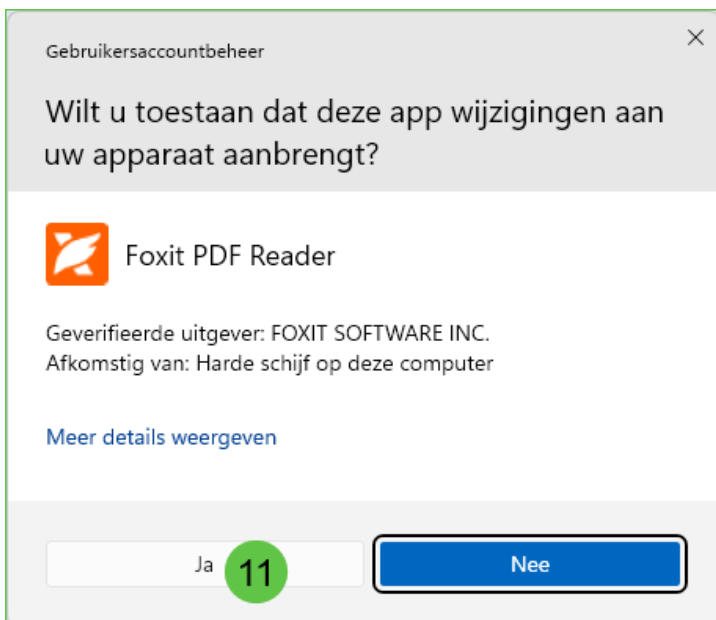 Gebruikersaccountbeheer
Wilt u toestaan dat deze app wijzigingen aan
uw apparaat aanbrengt?
Foxit PDF Reader
Geverifieerde uitgever: FOXIT SOFTWARE INC.
Afkomstig van: Harde schijf op deze computer
Meer details weergeven
Ja 11 Nee